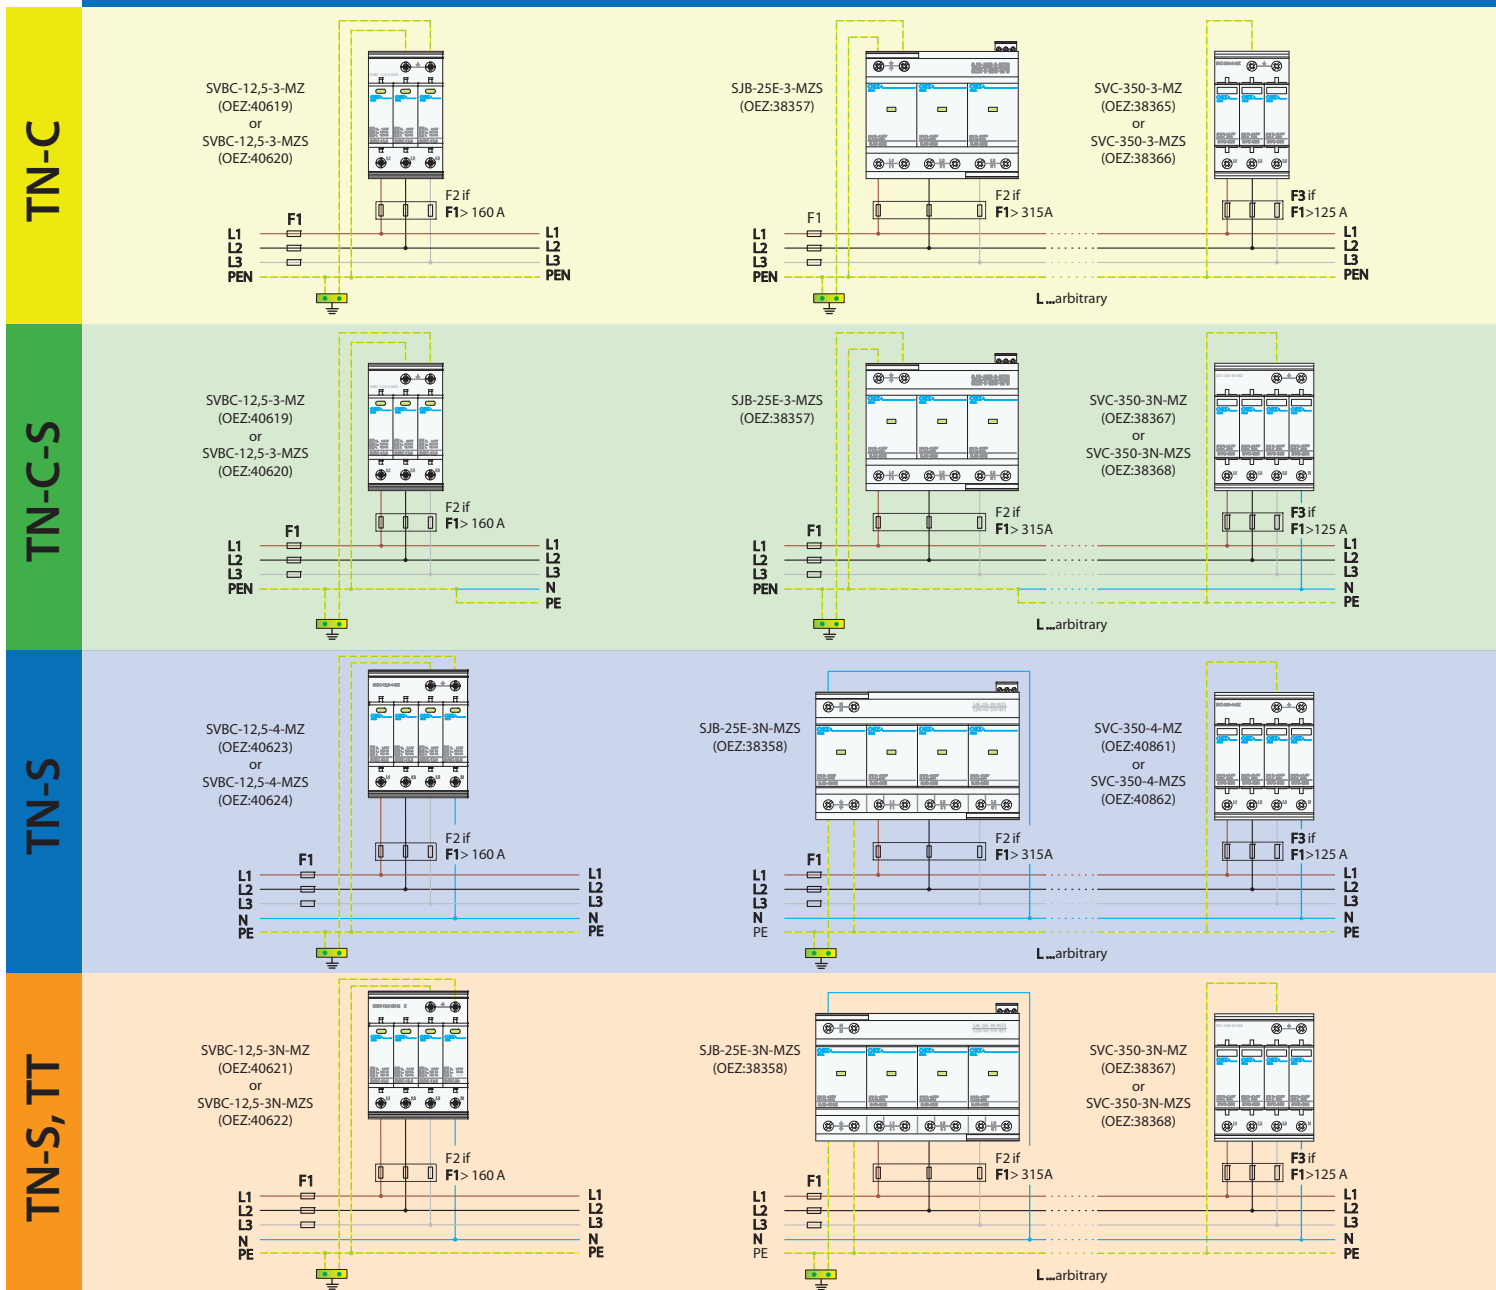 TN-C
SVBC-12,5-3-MZ
(OEZ:40619)
or
SVBC-12,5-3-MZS
(OEZ:40620)
F2 if
F1> 160 A
F1
L1
L2
L3
PEN
L1
L2
L3
PEN
SJB-25E-3-MZS
(OEZ:38357)
F2 if
F1> 315A
F1
L1
L2
L3
PEN
SVC-350-3-MZ
(OEZ:38365)
or
SVC-350-3-MZS
(OEZ:38366)
F3 if
F1>125 A
L1
L2
L3
PEN
L ...arbitrary
TN-C-S
SVBC-12,5-3-MZ
(OEZ:40619)
or
SVBC-12,5-3-MZS
(OEZ:40620)
F2 if
F1> 160 A
F1
L1
L2
L3
PEN
L1
L2
L3
N
PE
SJB-25E-3-MZS
(OEZ:38357)
F2 if
F1> 315A
F1
L1
L2
L3
PEN
SVC-350-3N-MZ
(OEZ:38367)
or
SVC-350-3N-MZS
(OEZ:38368)
F3 if
F1>125 A
L1
L2
L3
N
PE
L ...arbitrary
TN-S
SVBC-12,5-4-MZ
(OEZ:40623)
or
SVBC-12,5-4-MZS
(OEZ:40624)
F2 if
F1> 160 A
F1
L1
L2
L3
N
PE
L1
L2
L3
N
PE
SJB-25E-3N-MZS
(OEZ:38358)
F2 if
F1> 315A
F1
L1
L2
L3
N
PE
SVC-350-4-MZ
(OEZ:40861)
or
SVC-350-4-MZS
(OEZ:40862)
F3 if
F1>125 A
L1
L2
L3
N
PE
L ...arbitrary
TN-S, TT
SVBC-12,5-3N-MZ
(OEZ:40621)
or
SVBC-12,5-3N-MZS
(OEZ:40622)
F2 if
F1> 160 A
F1
L1
L2
L3
N
PE
L1
L2
L3
N
PE
SJB-25E-3N-MZS
(OEZ:38358)
F2 if
F1> 315A
F1
L1
L2
L3
N
PE
SVC-350-3N-MZ
(OEZ:38367)
or
SVC-350-3N-MZS
(OEZ:38368)
F3 if
F1>125 A
L1
L2
L3
N
PE
L ...arbitrary